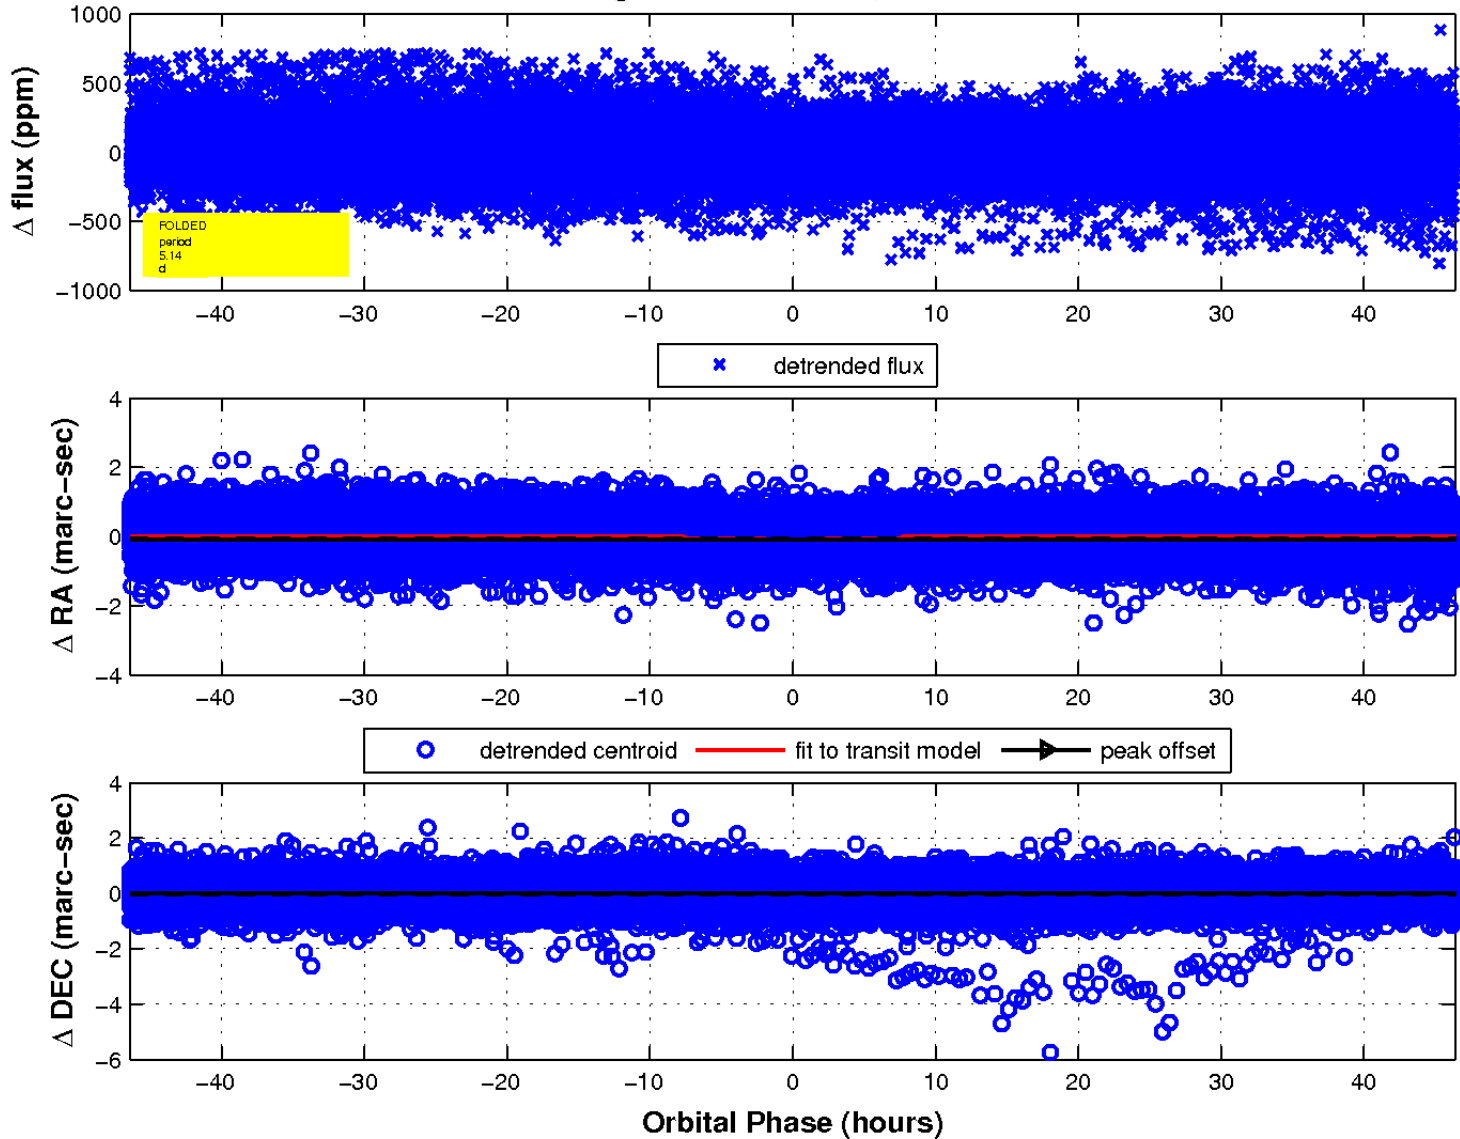 1000
500
0
−500
−1000
Δ flux (ppm)
FOLDED
period
5.14
d
−40 −30 −20 −10 0 10 20 30 40
detrended flux
4
2
0
−2
−4
Δ RA (marc−sec)
−40 −30 −20 −10 0 10 20 30 40
detrended centroid fit to transit model peak offset
4
2
0
−2
−4
−6
Δ DEC (marc−sec)
−40 −30 −20 −10 0 10 20 30 40
Orbital Phase (hours)